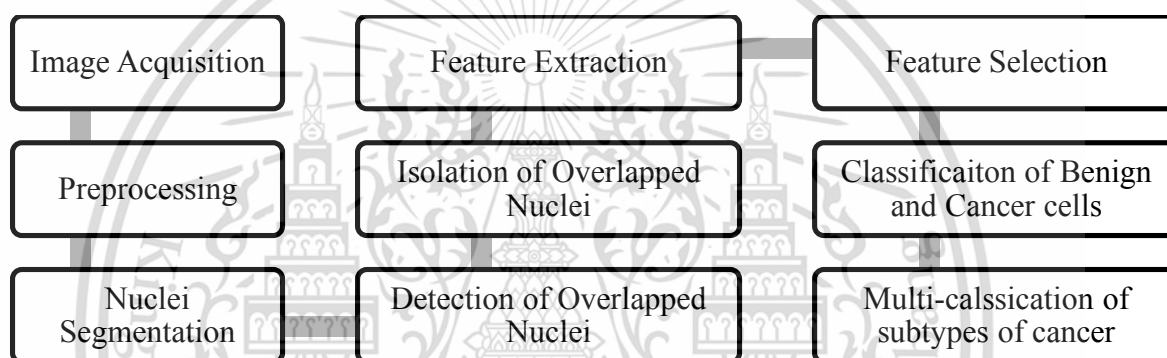 Image Acquisition
Preprocessing
Nuclei
Segmentation
Detection of Overlapped
Nuclei
Isolation of Overlapped
Nuclei
Feature Extraction
Feature Selection
Classificaiton of Benign
and Cancer cells
Multi-calssication of
subtypes of cancer